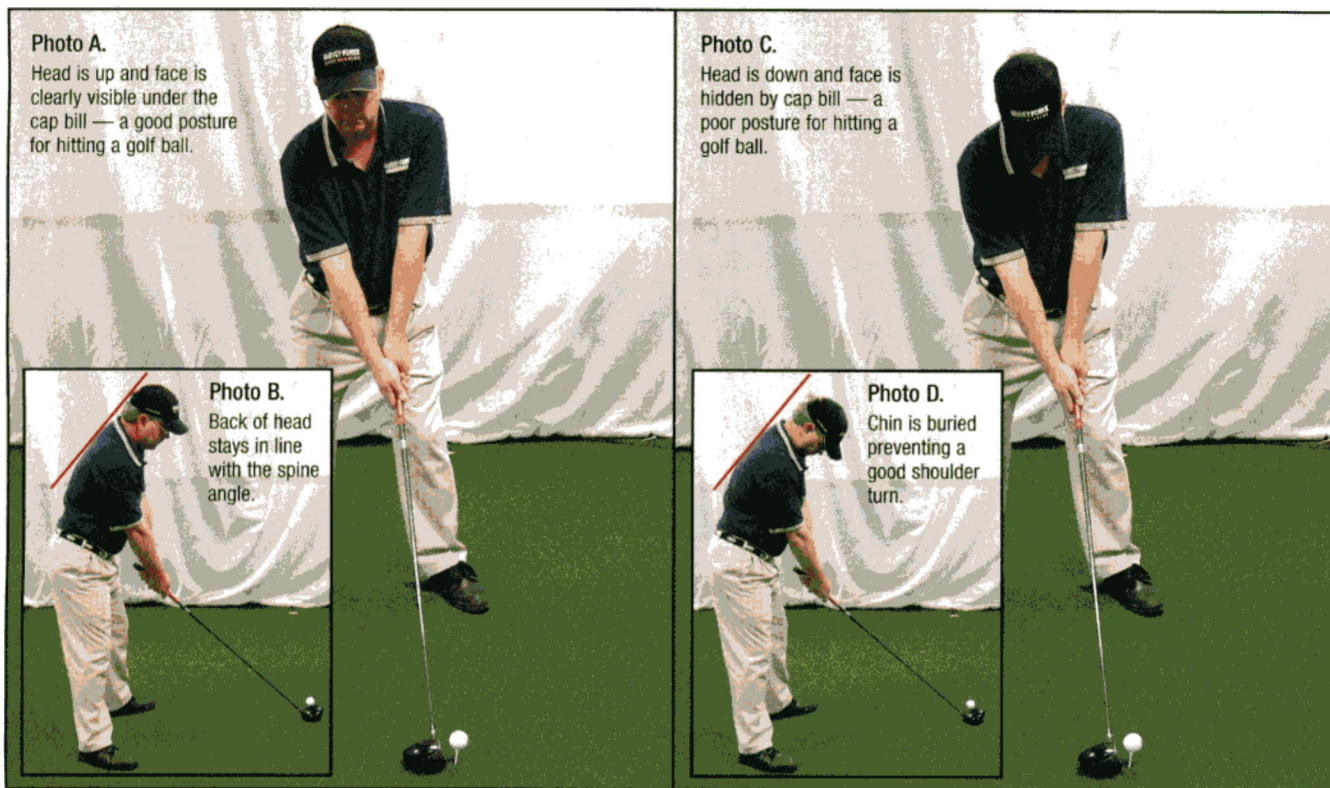 Photo A.
Head is up and face is
clearly visible under the
cap bill — a good posture
for hitting a golf ball.
Photo B.
Back of head
stays in line
with the spine
angle.
Photo C.
Head is down and face is
hidden by cap bill — a
poor posture for hitting a
golf ball.
Photo D.
Chin is buried
preventing a
good shoulder
turn.